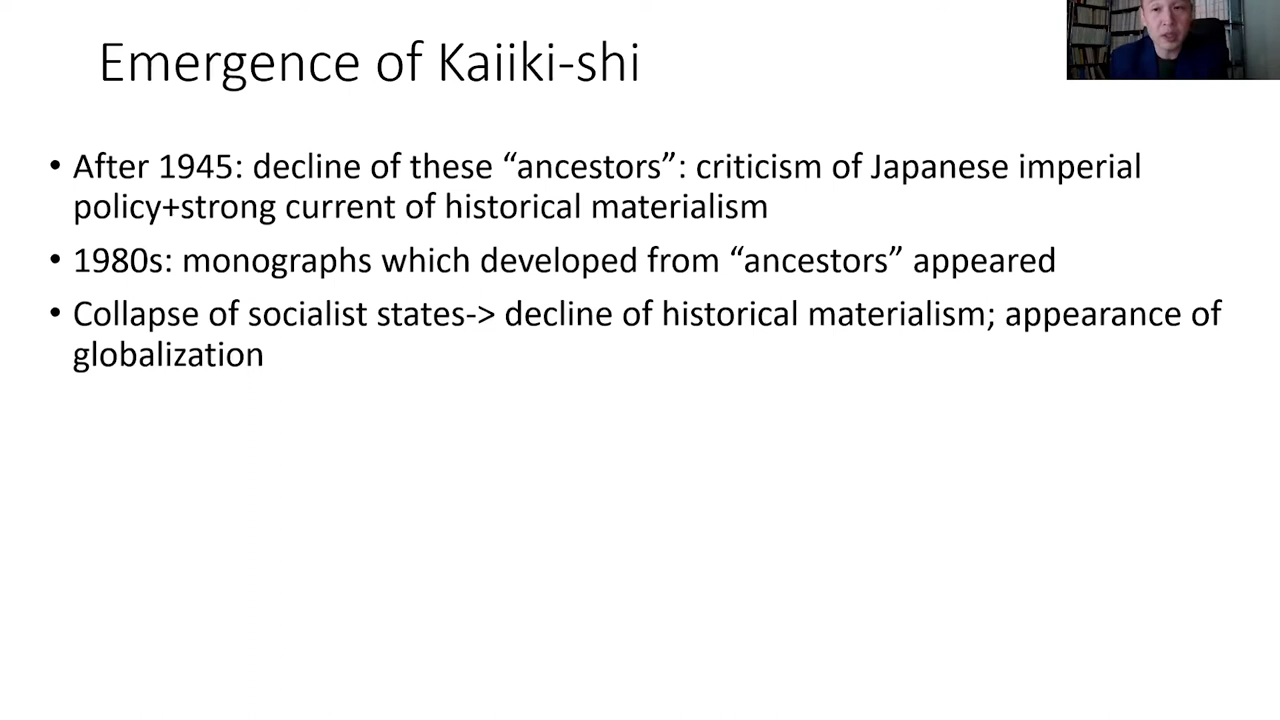 Emergence of Kaiiki-shi
• After 1945: decline of these “ancestors”: criticism of Japanese imperial
policy+strong current of historical materialism
• 1980s: monographs which developed from “ancestors” appeared
• Collapse of socialist states-> decline of historical materialism; appearance of
globalization